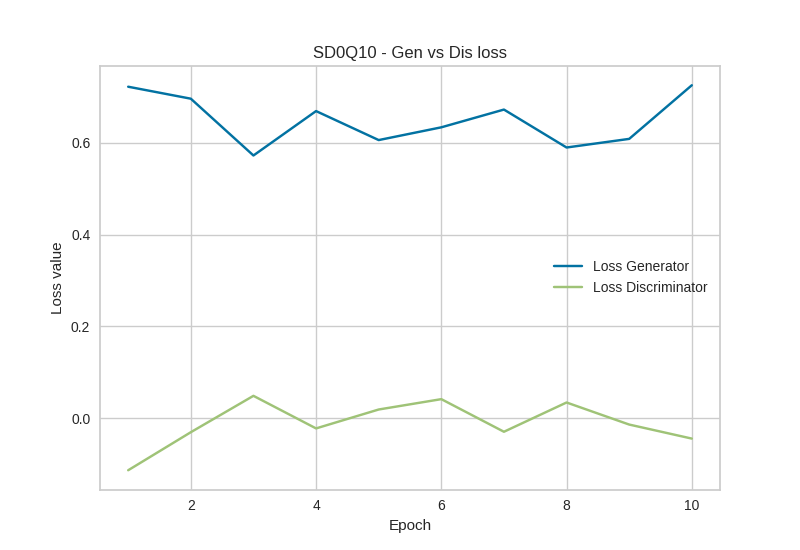 SD0Q10 - Gen vs Dis loss
0.6
0.4
0.2
0.0
Loss value
Loss Generator
Loss Discriminator
2 4 6 8 10
Epoch